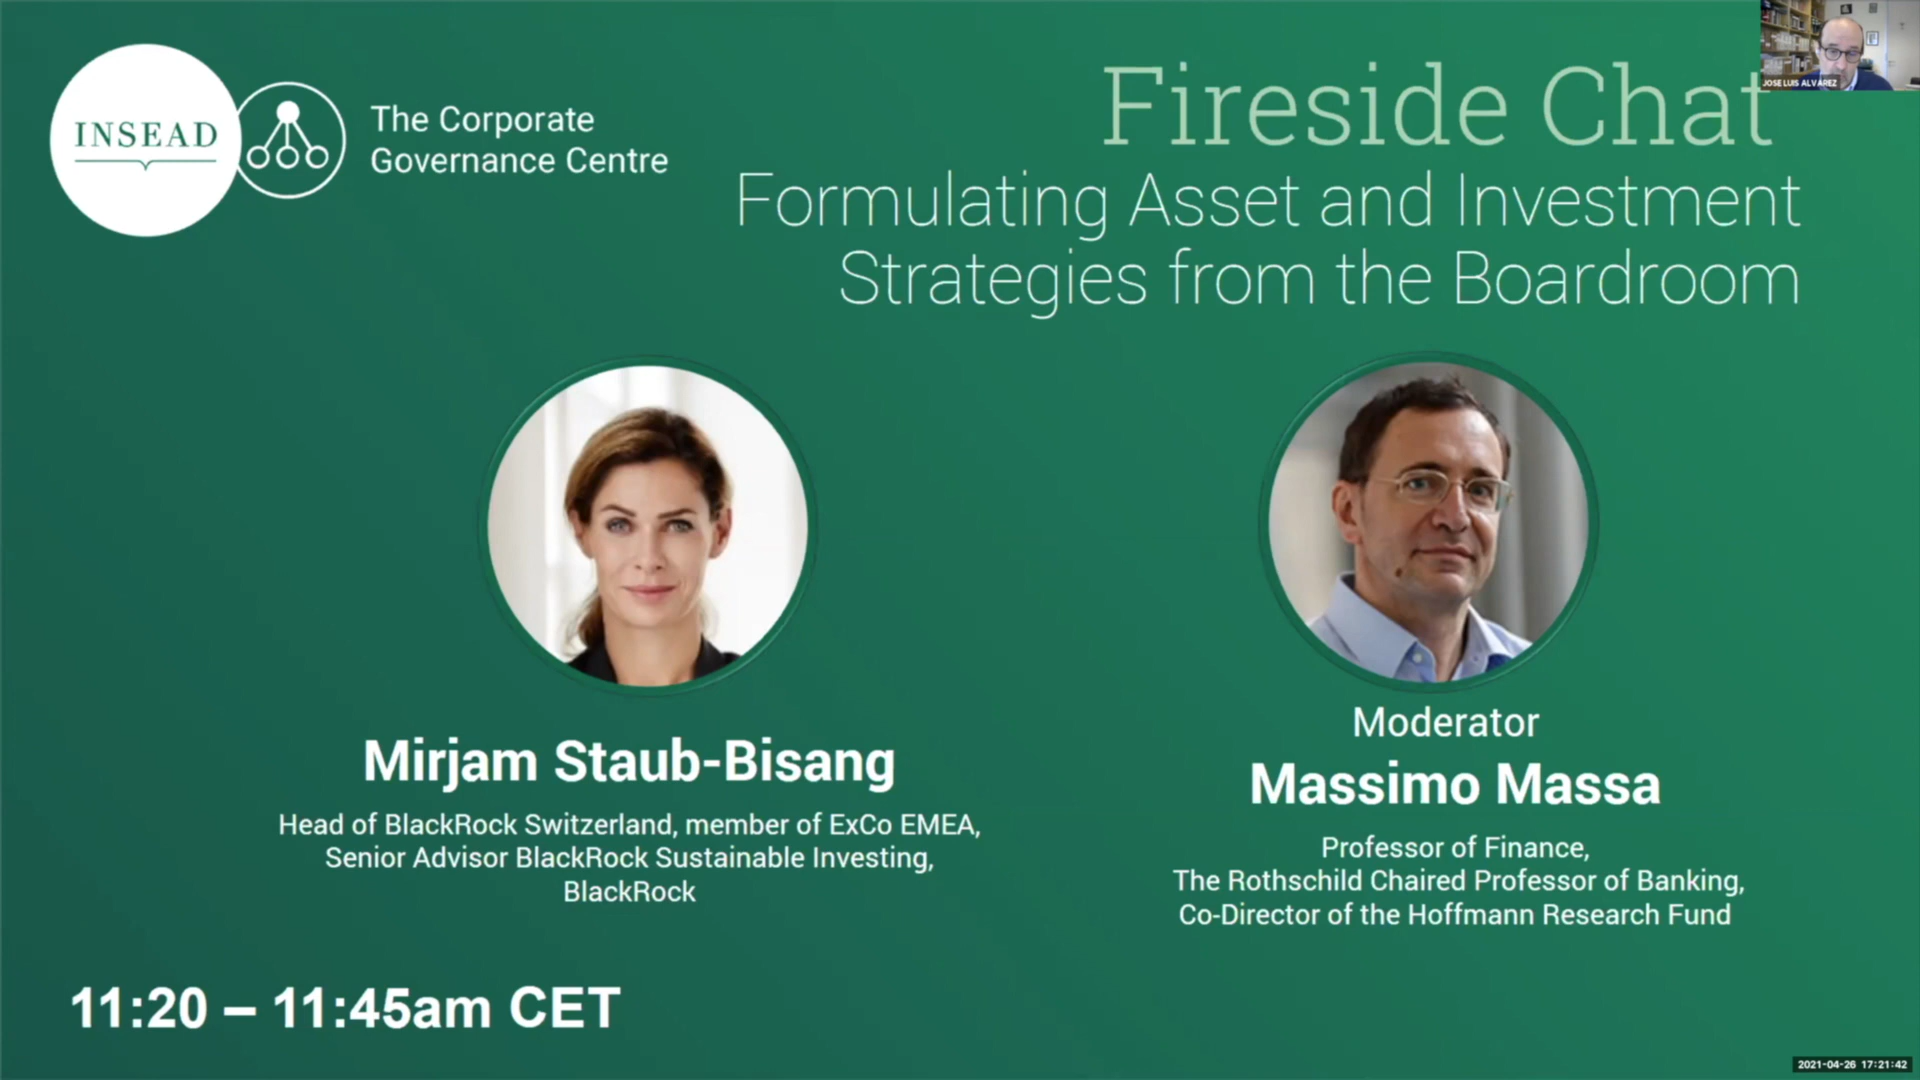 INSEAD
The Corporate
Governance Centre
Fireside Chat
Formulating Asset and Investment
Strategies from the Boardroom
JOSE LUIS ALVAREZ
Mirjam Staub-Bisang
Head of BlackRock Switzerland, member of ExCo EMEA,
Senior Advisor BlackRock Sustainable Investing,
BlackRock
Moderator
Massimo Massa
Professor of Finance,
The Rothschild Chaired Professor of Banking,
Co-Director of the Hoffmann Research Fund
11:20 – 11:45am CET
2021-04-26 17:21:42